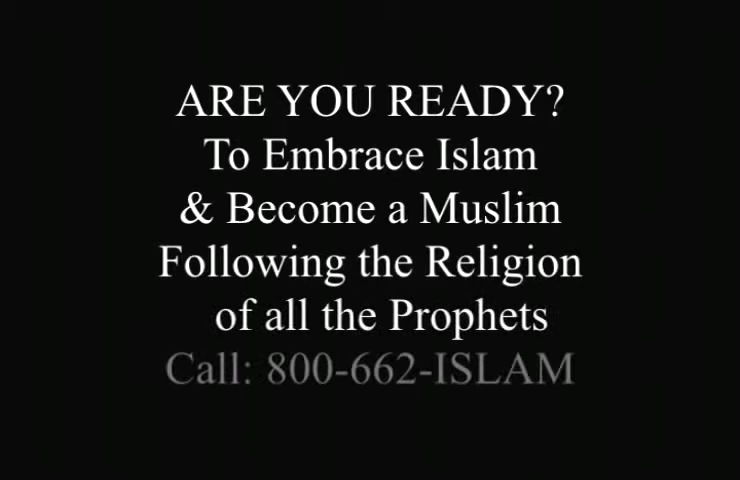 ARE YOU READY?
To Embrace Islam
& Become a Muslim
Following the Religion
of all the Prophets
Call: 800-662-ISLAM